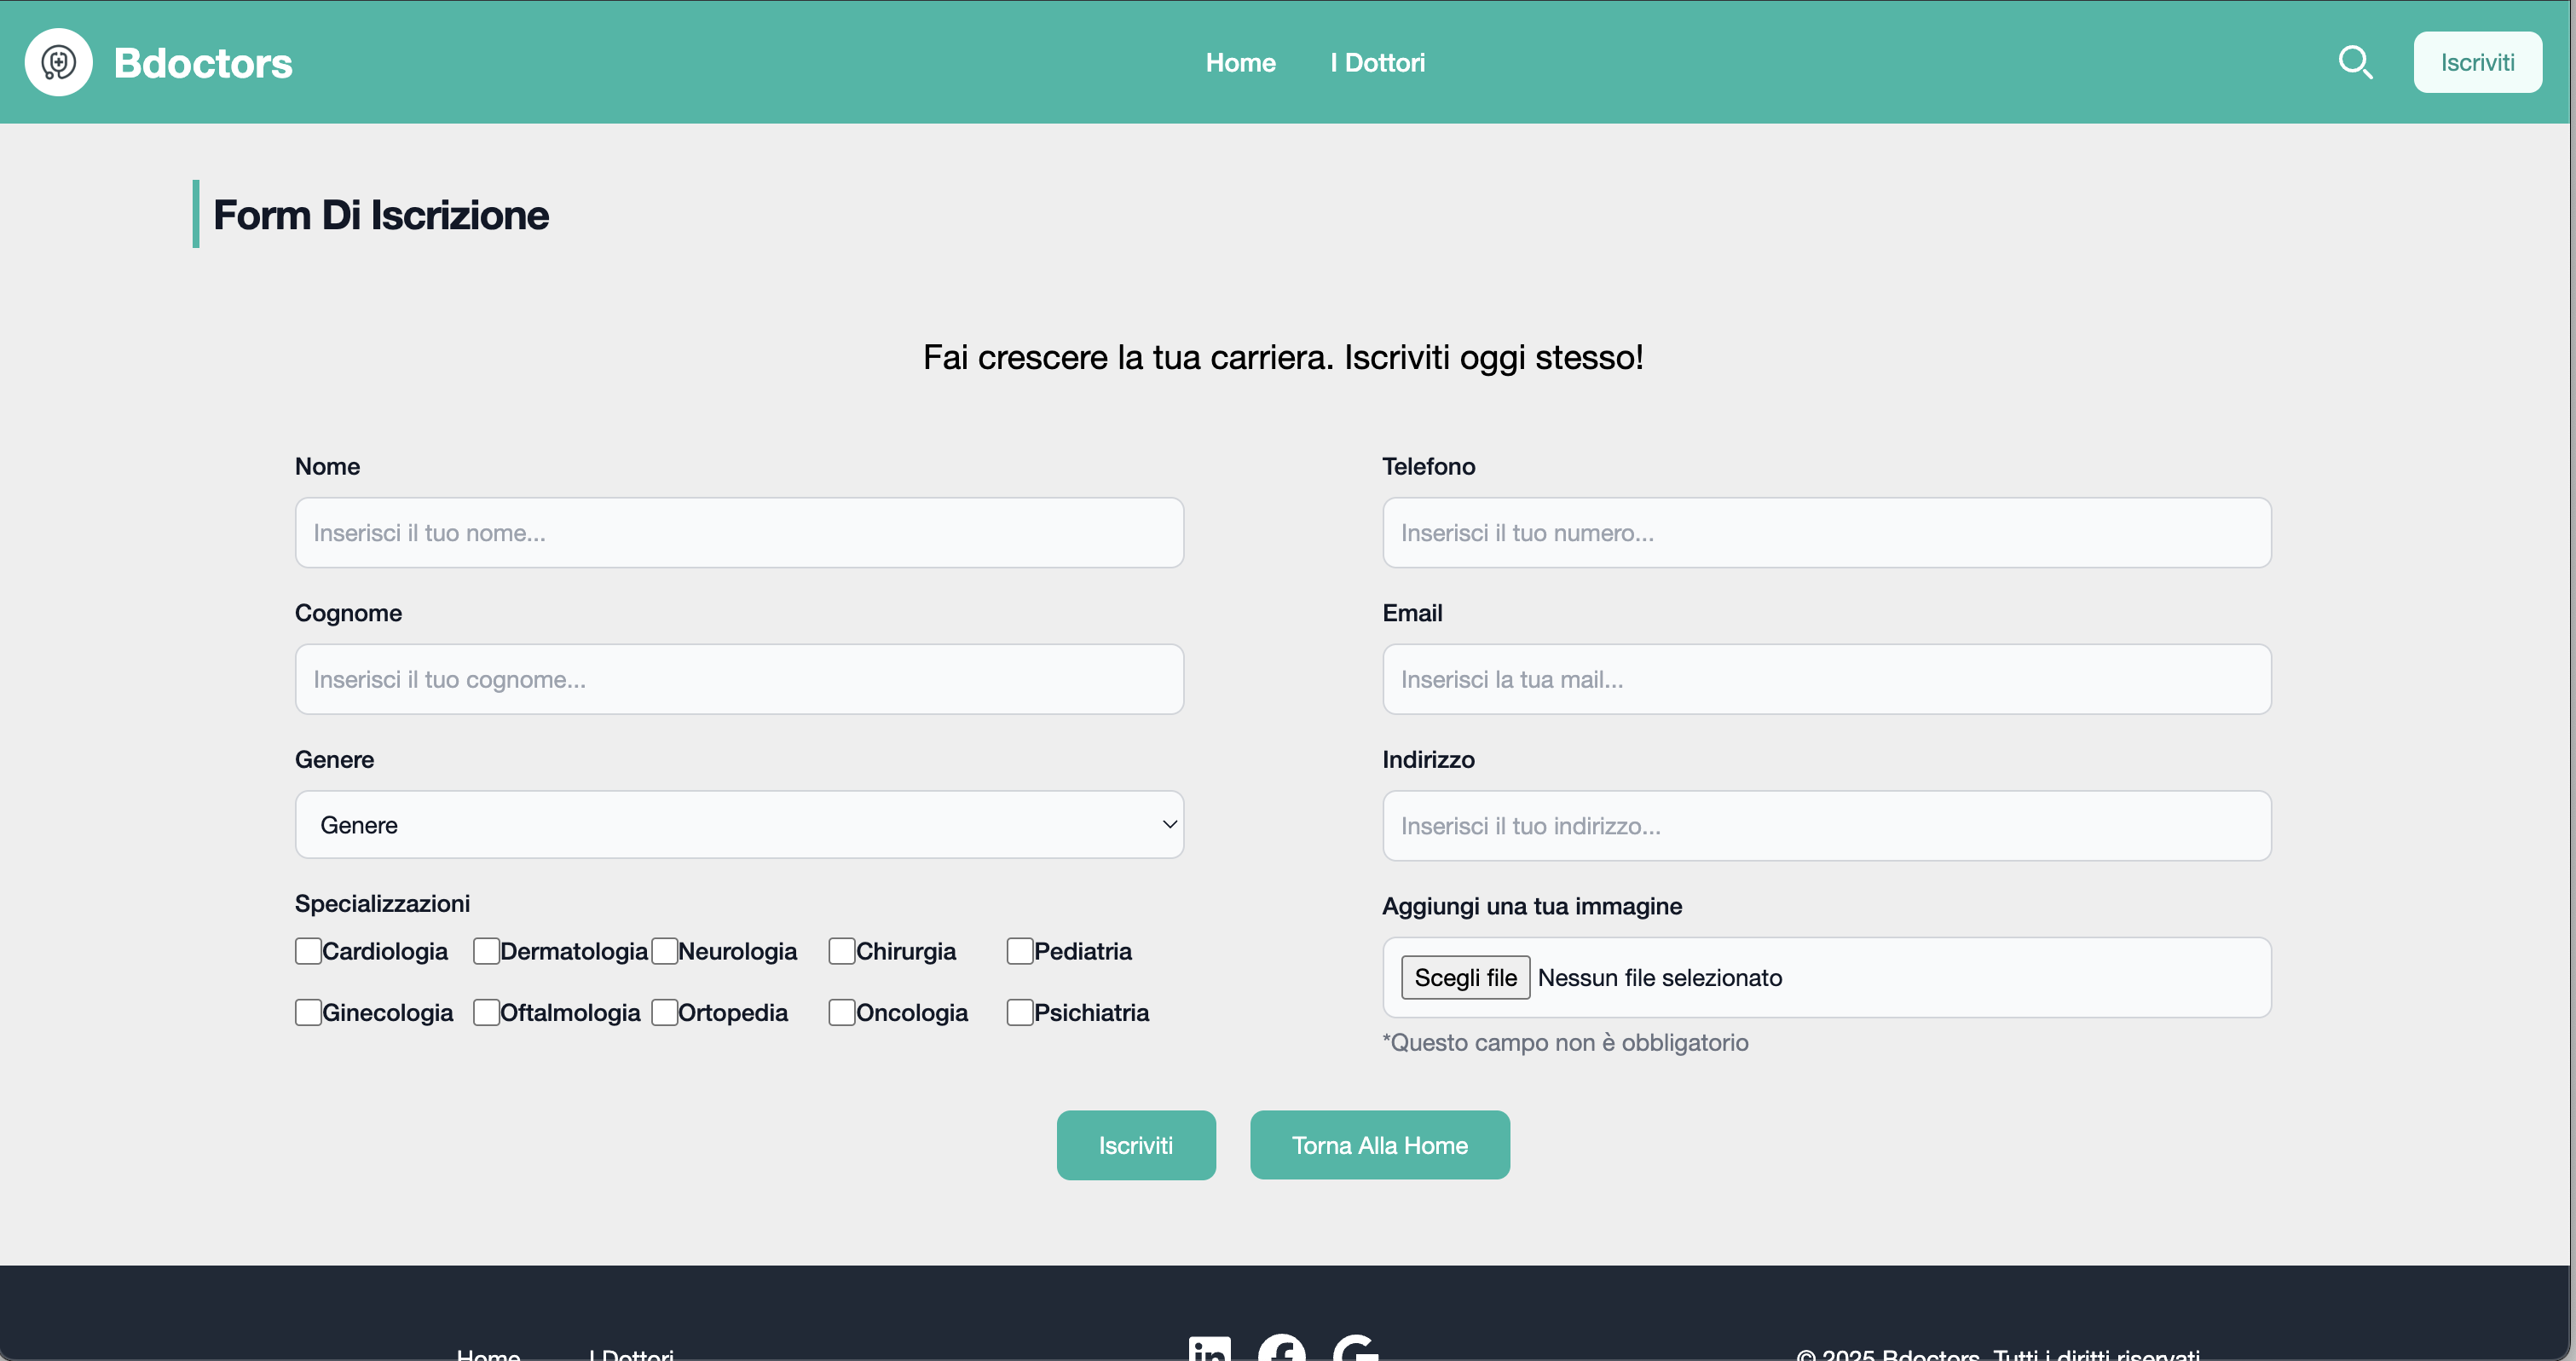 Bdoctors
Home I Dottori
Iscriviti
Form Di Iscrizione
Fai crescere la tua carriera. Iscriviti oggi stesso!
Nome
Inserisci il tuo nome...
Cognome
Inserisci il tuo cognome...
Genere
Genere
Specializzazioni
Cardiologia Dermatologia Neurologia Chirurgia Pediatria
Ginecologia Oftalmologia Ortopedia Oncologia Psichiatria
Telefono
Inserisci il tuo numero...
Email
Inserisci la tua mail...
Indirizzo
Inserisci il tuo indirizzo...
Aggiungi una tua immagine
Scegli file Nessun file selezionato
*Questo campo non è obbligatorio
Iscriviti Torna Alla Home
Home I Dottori in © 2025 Bdoctors. Tutti i diritti riservati